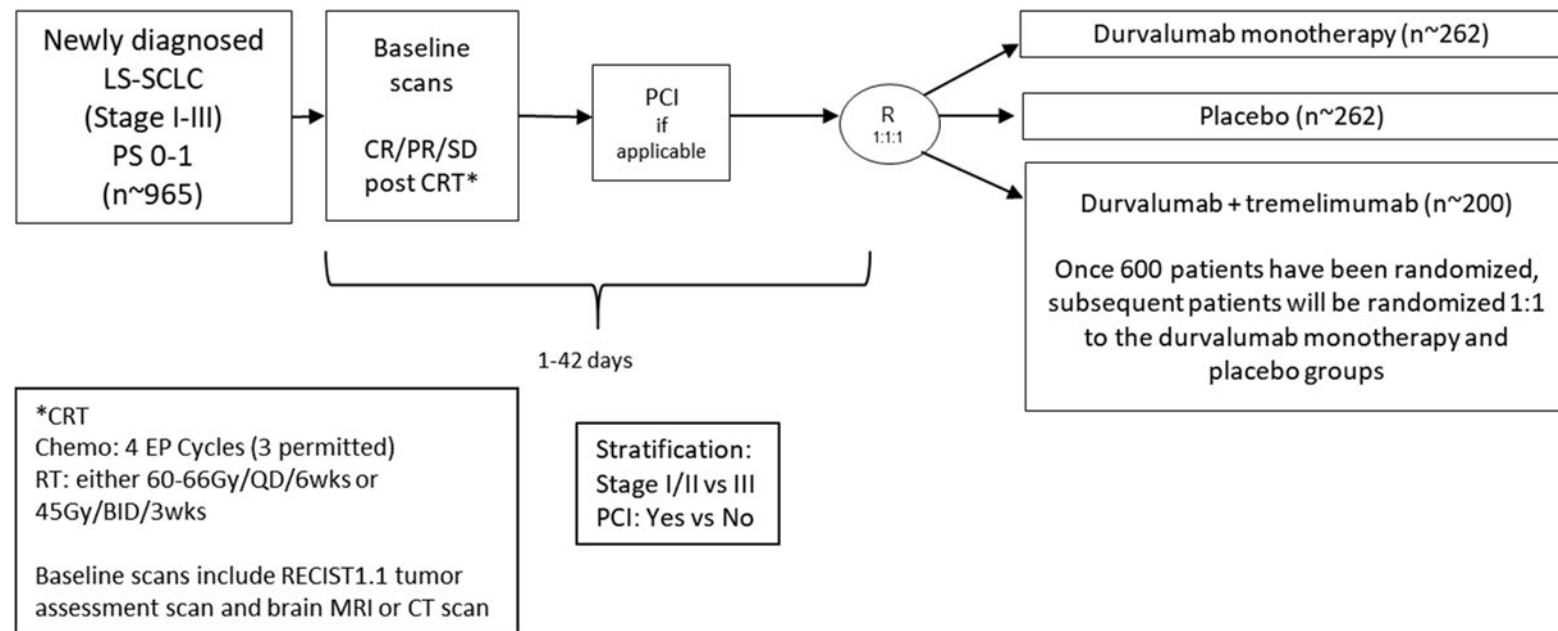 Newly diagnosed
LS-SCLC
(Stage I-III)
PS 0-1
(n~965)
Baseline
scans
CR/PR/SD
post CRT*
PCI
if
applicable
R
1:1:1
Durvalumab monotherapy (n~262)
Placebo (n~262)
Durvalumab + tremelimumab (n~200)
Once 600 patients have been randomized,
subsequent patients will be randomized 1:1
to the durvalumab monotherapy and
placebo groups
1-42 days
*CRT
Chemo: 4 EP Cycles (3 permitted)
RT: either 60-66Gy/QD/6wks or
45Gy/BID/3wks
Baseline scans include RECIST1.1 tumor
assessment scan and brain MRI or CT scan
Stratification:
Stage I/II vs III
PCI: Yes vs No